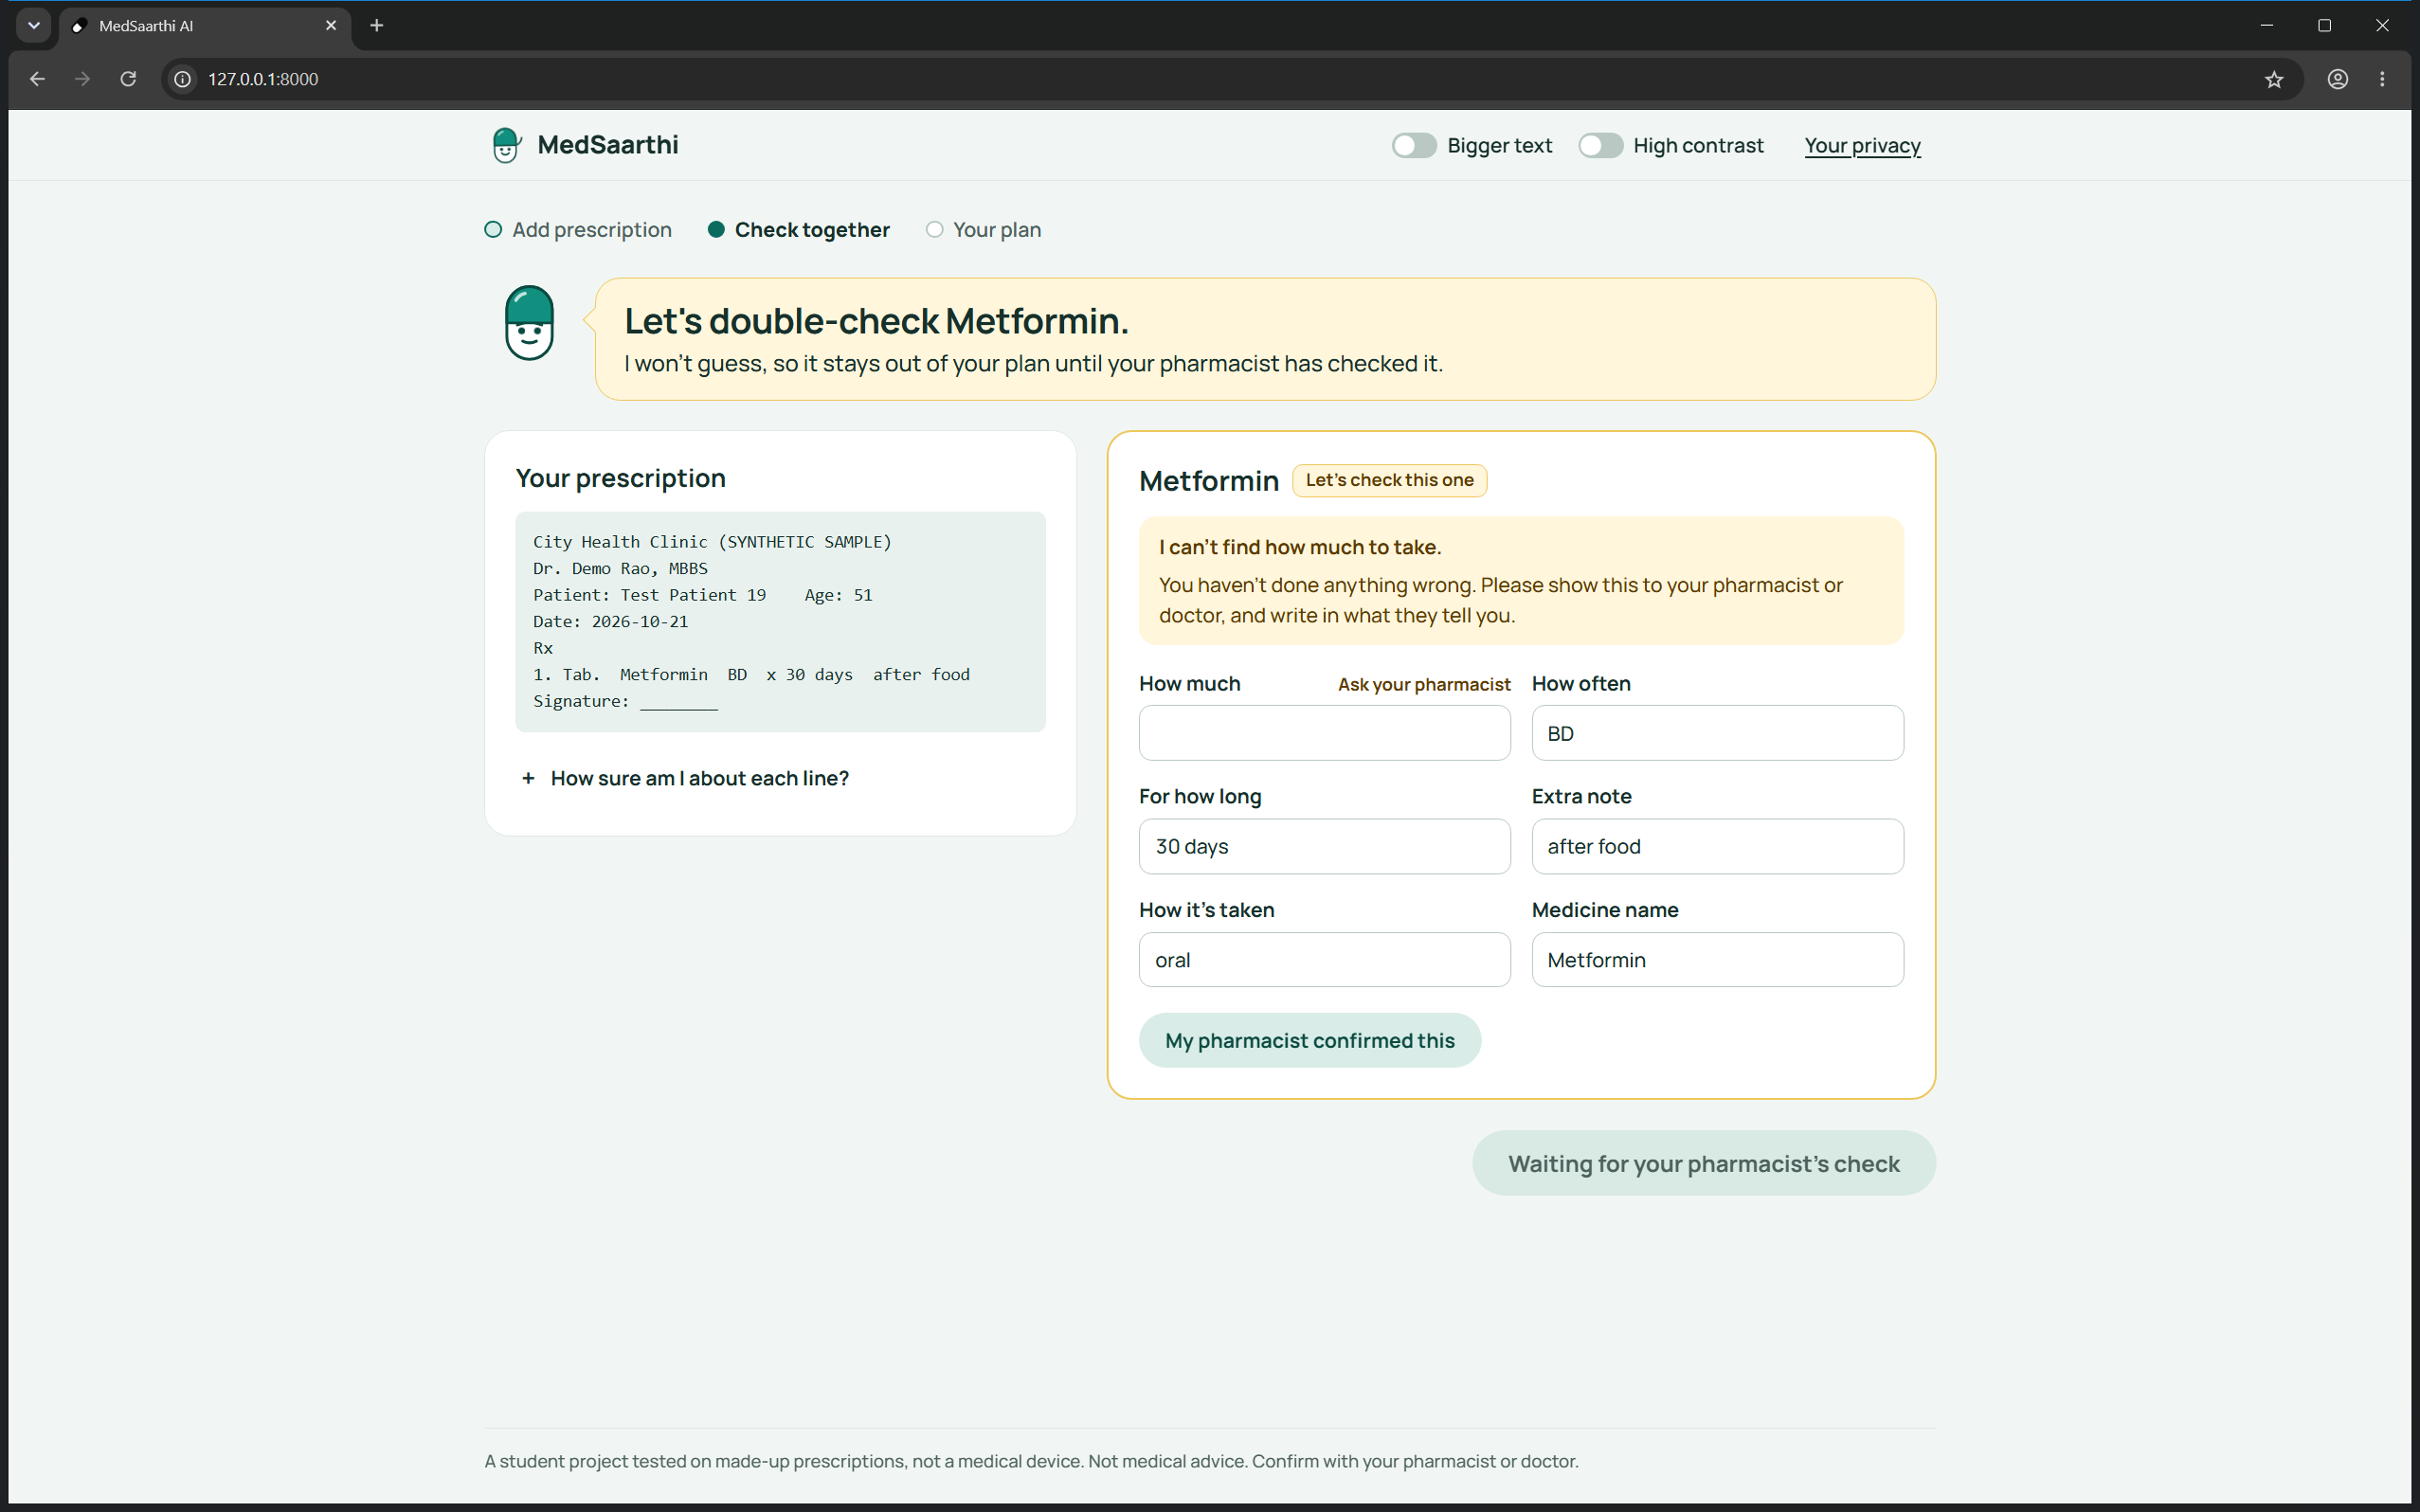 MedSaarthi AI
127.0.0.1:8000
MedSaarthi
Bigger text
High contrast
Your privacy
Add prescription
Check together
Your plan
Let's double-check Metformin.
I won't guess, so it stays out of your plan until your pharmacist has checked it.
Your prescription
City Health Clinic (SYNTHETIC SAMPLE)
Dr. Demo Rao, MBBS
Patient: Test Patient 19    Age: 51
Date: 2026-10-21
Rx
1. Tab.  Metformin  BD  x 30 days  after food
Signature: ________
+ How sure am I about each line?
Metformin
Let's check this one
I can't find how much to take.
You haven't done anything wrong. Please show this to your pharmacist or
doctor, and write in what they tell you.
How much
Ask your pharmacist
How often
BD
For how long
30 days
Extra note
after food
How it's taken
oral
Medicine name
Metformin
My pharmacist confirmed this
Waiting for your pharmacist's check
A student project tested on made-up prescriptions, not a medical device. Not medical advice. Confirm with your pharmacist or doctor.